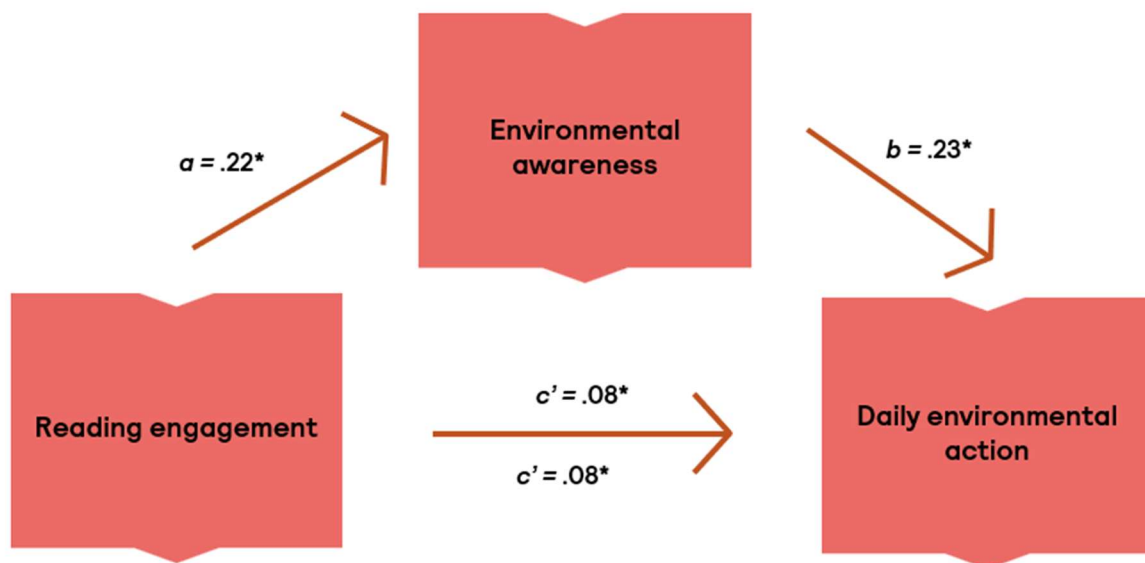 Environmental
awareness
a = .22*
b = .23*
Reading engagement
c’ = .08*
c’ = .08*
Daily environmental
action